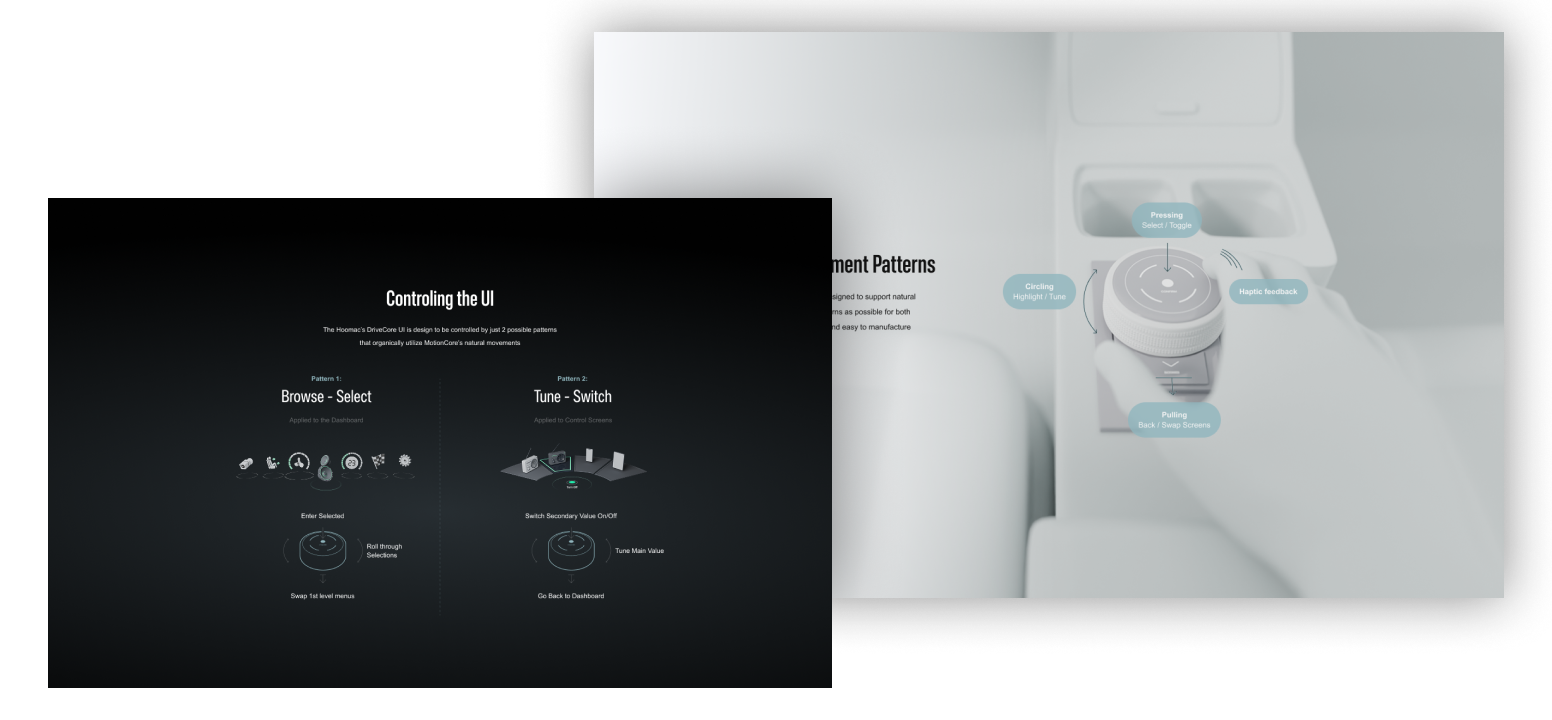 Controling the UI
The Hoomac's DriveCore UI is design to be controlled by just 2 possible patterns
that organically utilize MotionCore's natural movements
Pattern 1:
Browse - Select
Applied to the Dashboard
23
Enter Selected
Roll through
Selections
Swap 1st level menus
Pattern 2:
Tune - Switch
Applied to Control Screens
Switch Secondary Value On/Off
Tune Main Value
Go Back to Dashboard
ment Patterns
signed to support natural
rns as possible for both
nd easy to manufacture
Pressing
Select / Toggle
Circling
Highlight / Tune
Haptic feedback
Pulling
Back / Swap Screens